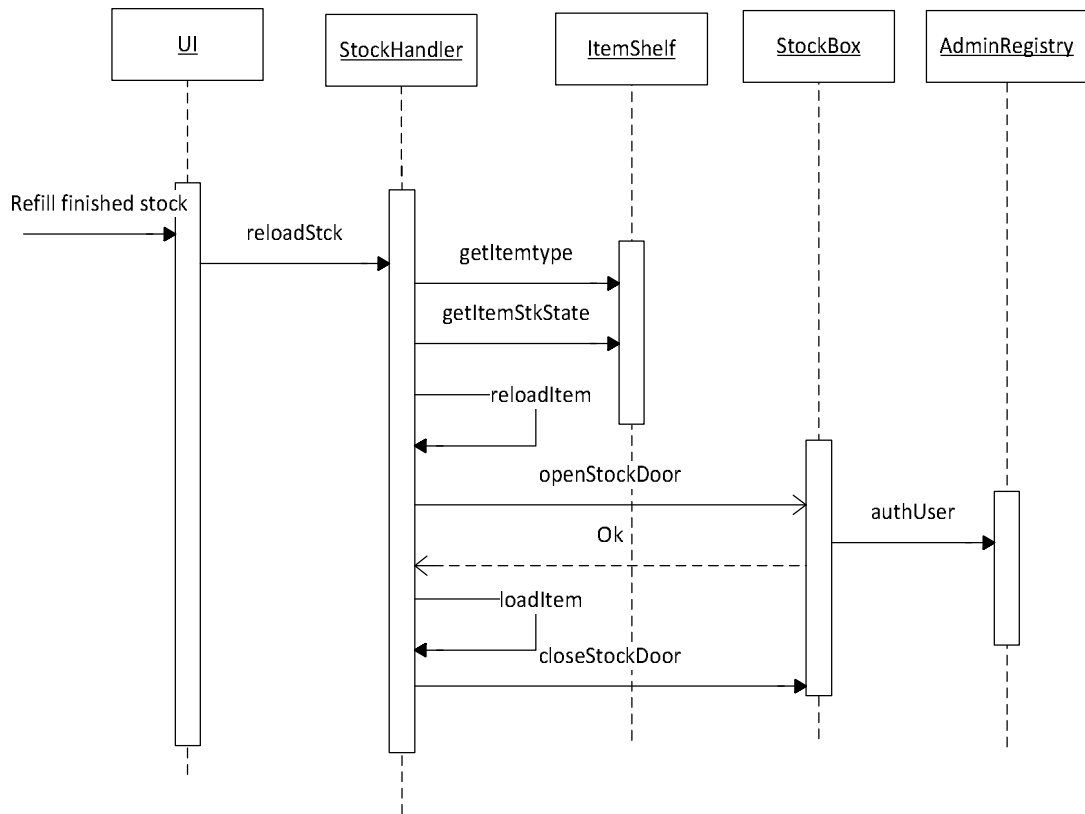 UI
StockHandler
ItemShelf
StockBox
AdminRegistry
Refill finished stock
reloadStck
getItemtype
getItemStkState
reloadItem
openStockDoor
authUser
Ok
loadItem
closeStockDoor